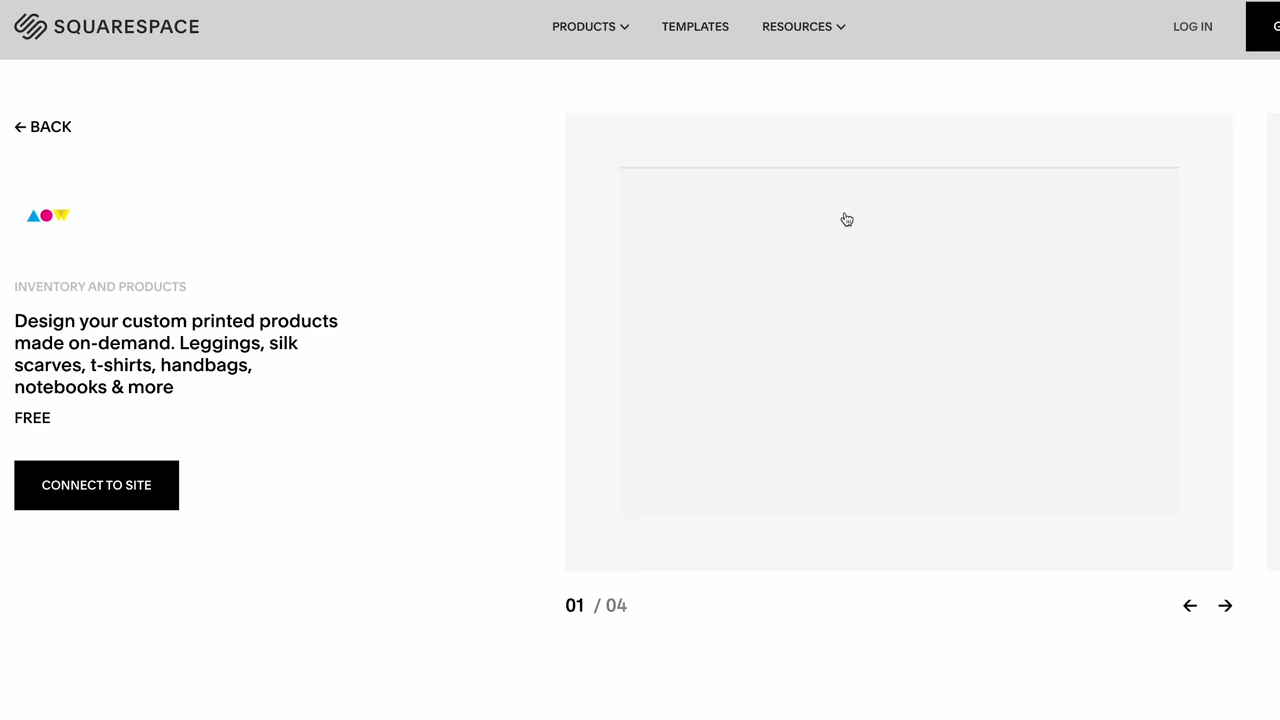 SQUARESPACE
PRODUCTS
TEMPLATES
RESOURCES
LOG IN
BACK
INVENTORY AND PRODUCTS
Design your custom printed products
made on-demand. Leggings, silk
scarves, t-shirts, handbags,
notebooks & more
FREE
CONNECT TO SITE
01 / 04